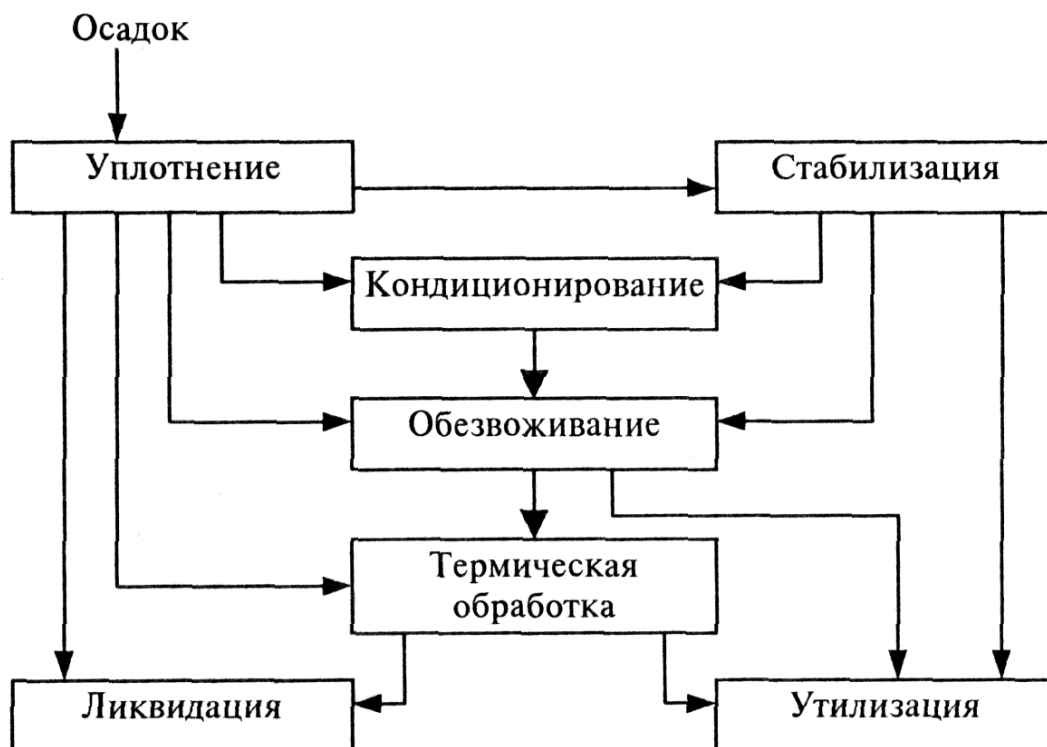 Осадок
Уплотнение
Стабилизация
Кондиционирование
Обезвоживание
Термическая
обработка
Ликвидация
Утилизация